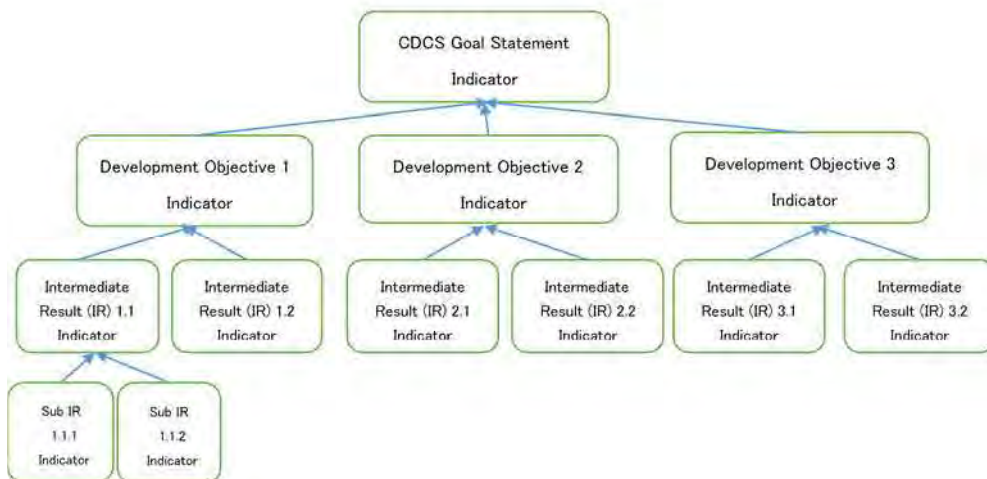 CDCS Goal Statement
Indicator
Development Objective 1
Indicator
Development Objective 2
Indicator
Development Objective 3
Indicator
Intermediate
Result (IR) 1.1
Indicator
Intermediate
Result (IR) 1.2
Indicator
Intermediate
Result (IR) 2.1
Indicator
Intermediate
Result (IR) 2.2
Indicator
Intermediate
Result (IR) 3.1
Indicator
Intermediate
Result (IR) 3.2
Indicator
Sub IR
1.1.1
Indicator
Sub IR
1.1.2
Indicator